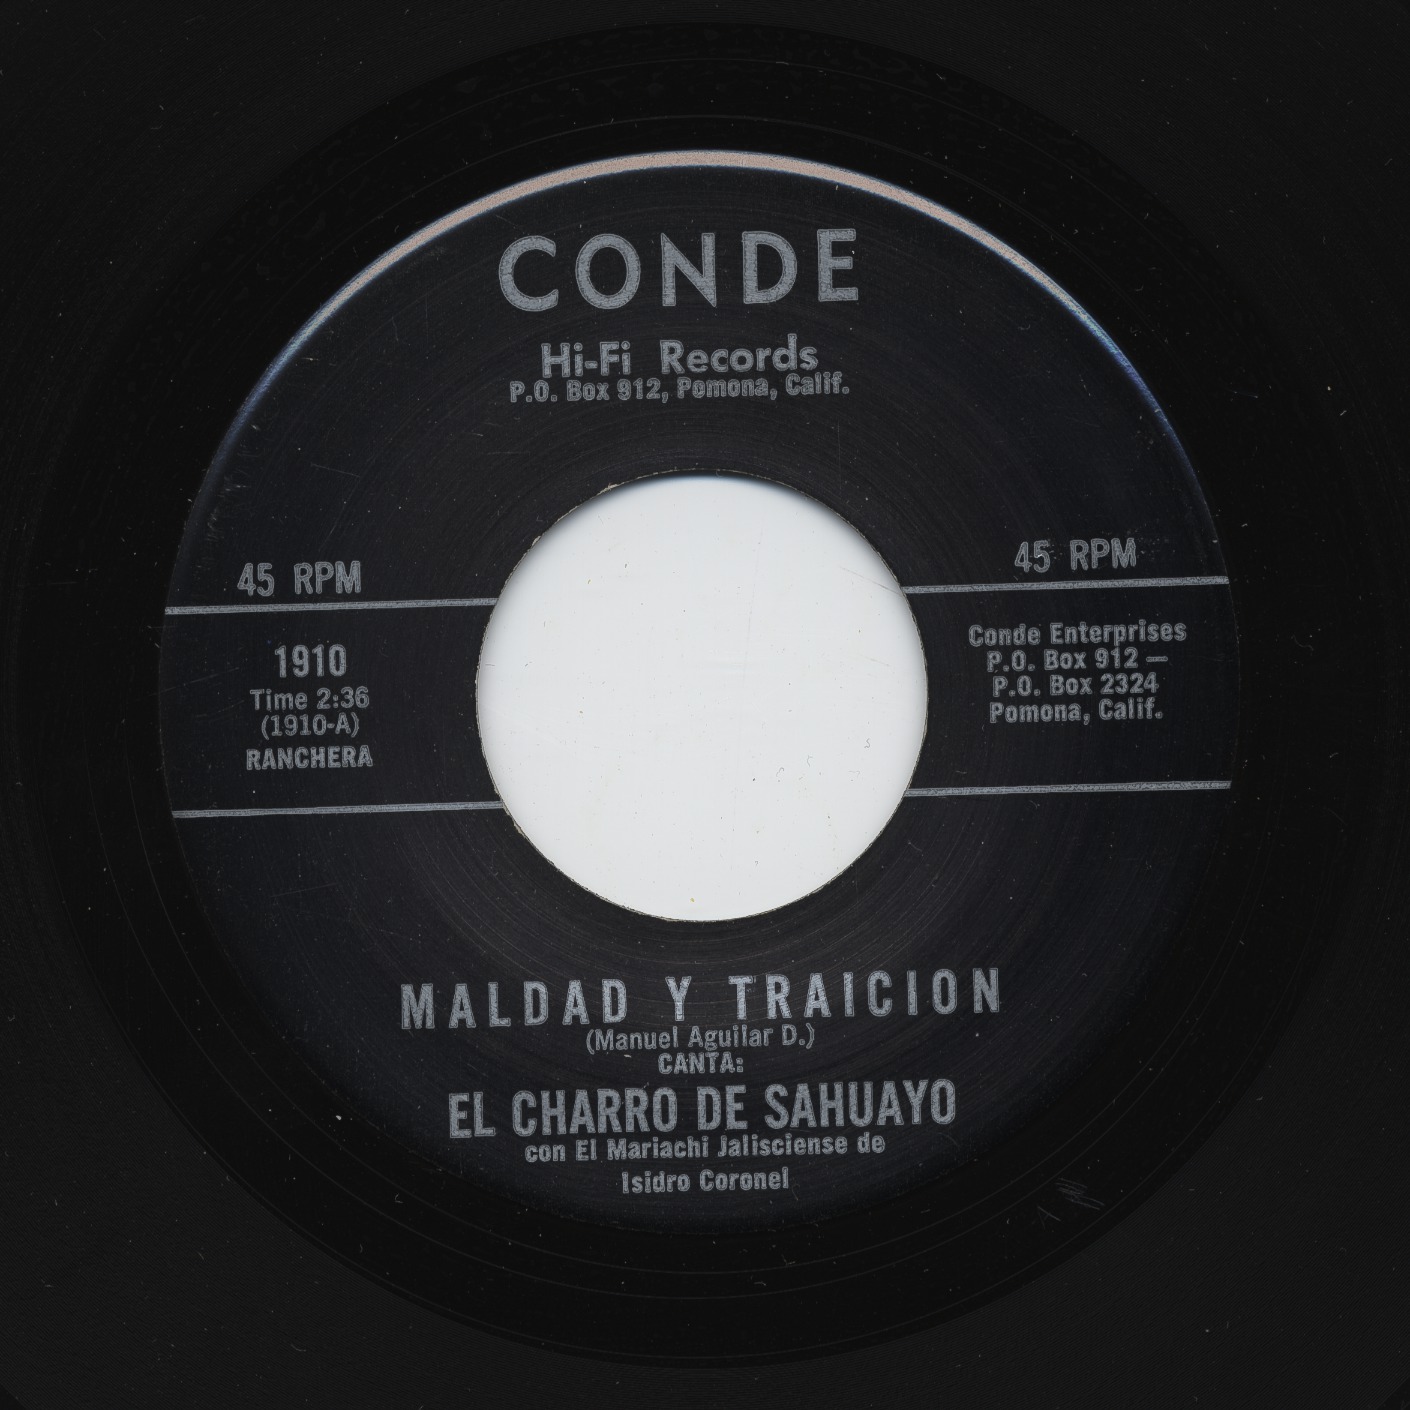 CONDE
Hi-Fi Records
P.O. Box 912, Pomona, Calif.
45 RPM
1910
Time 2:36
(1910-A)
RANCHERA
45 RPM
Conde Enterprises
P.O. Box 912 —
P.O. Box 2324
Pomona, Calif.
MALDAD Y TRAICION
(Manuel Aguilar D.)
CANTA:
EL CHARRO DE SAHUAYO
con El Mariachi Jalisciense de
Isidro Coronel